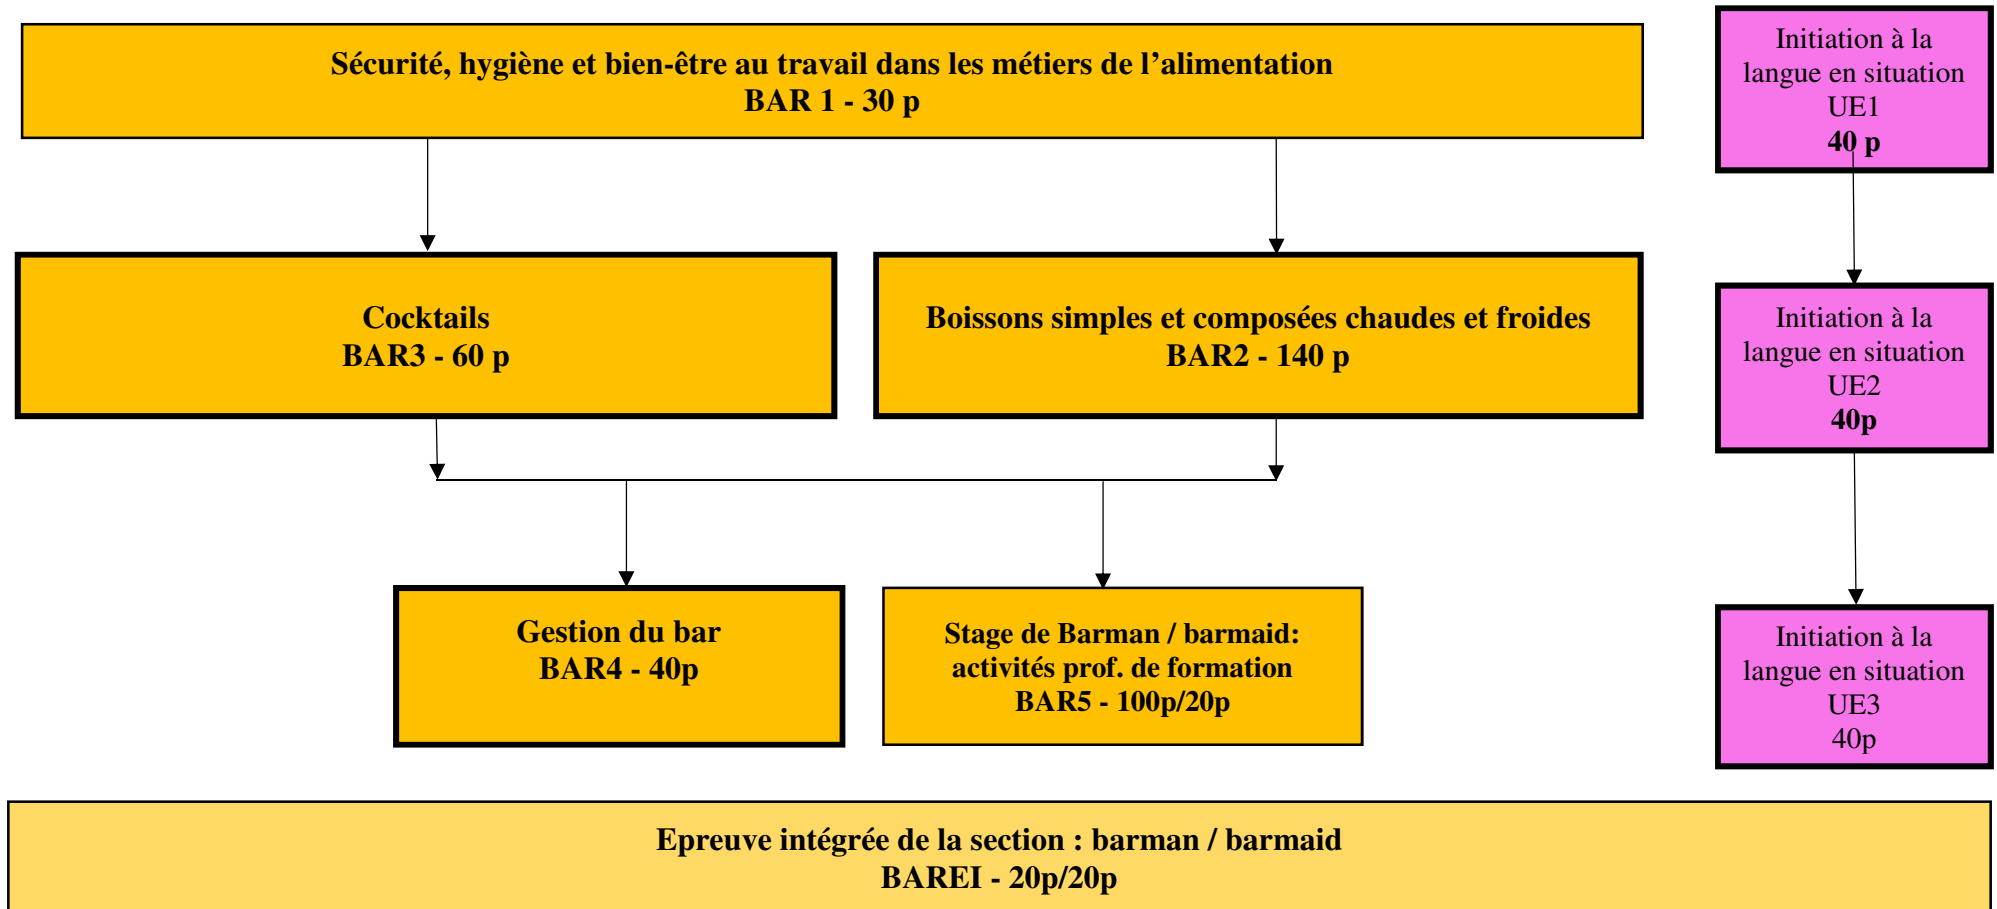 Sécurité, hygiène et bien-être au travail dans les métiers de l’alimentation
BAR 1 - 30 p
Initiation à la
langue en situation
UE1
40 p
Cocktails
BAR3 - 60 p
Boissons simples et composées chaudes et froides
BAR2 - 140 p
Initiation à la
langue en situation
UE2
40p
Gestion du bar
BAR4 - 40p
Stage de Barman / barmaid:
activités prof. de formation
BAR5 - 100p/20p
Initiation à la
langue en situation
UE3
40p
Epreuve intégrée de la section : barman / barmaid
BAREI - 20p/20p